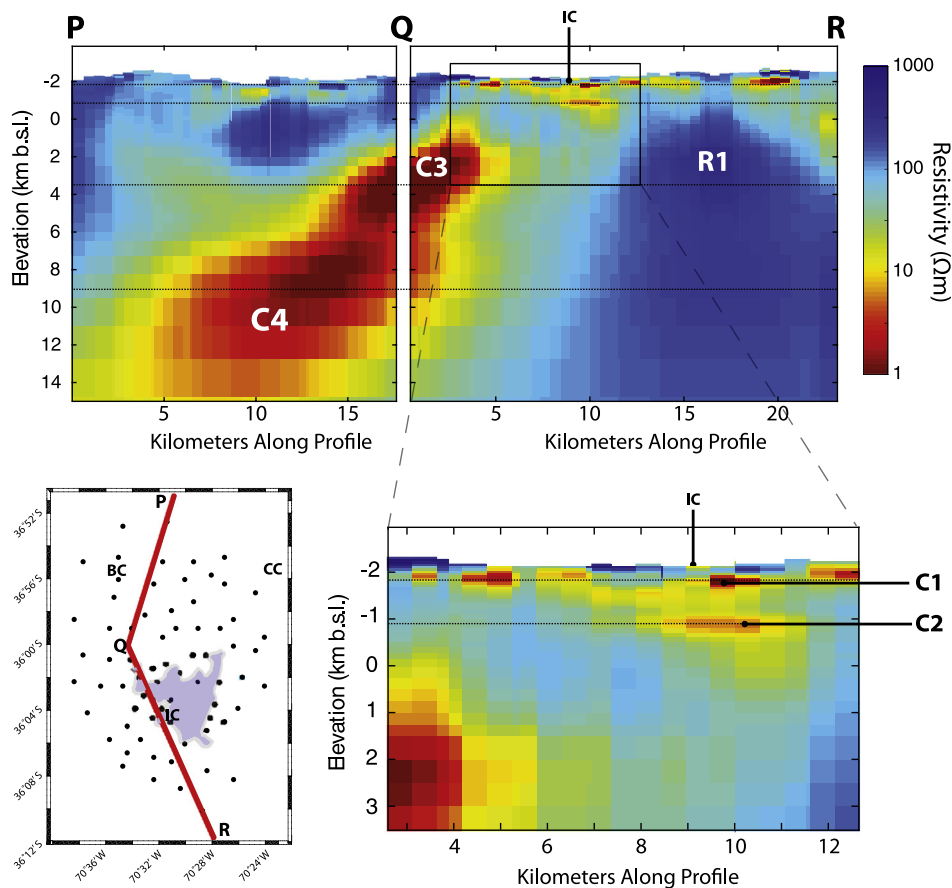 P
Q
R
IC
-2
0
2
4
6
8
10
12
14
Elevation (km b.s.l.)
C3
C4
R1
5
10
15
5
10
15
20
Kilometers Along Profile
Kilometers Along Profile
1000
100
10
1
Resistivity (Ωm)
36˚52'S
36˚56'S
36˚00'S
36˚04'S
36˚08'S
36˚12'S
P
BC
CC
Q
IC
R
70˚36'W
70˚32'W
70˚28'W
70˚24'W
IC
-2
-1
0
1
2
3
Elevation (km b.s.l.)
C1
C2
4
6
8
10
12
Kilometers Along Profile